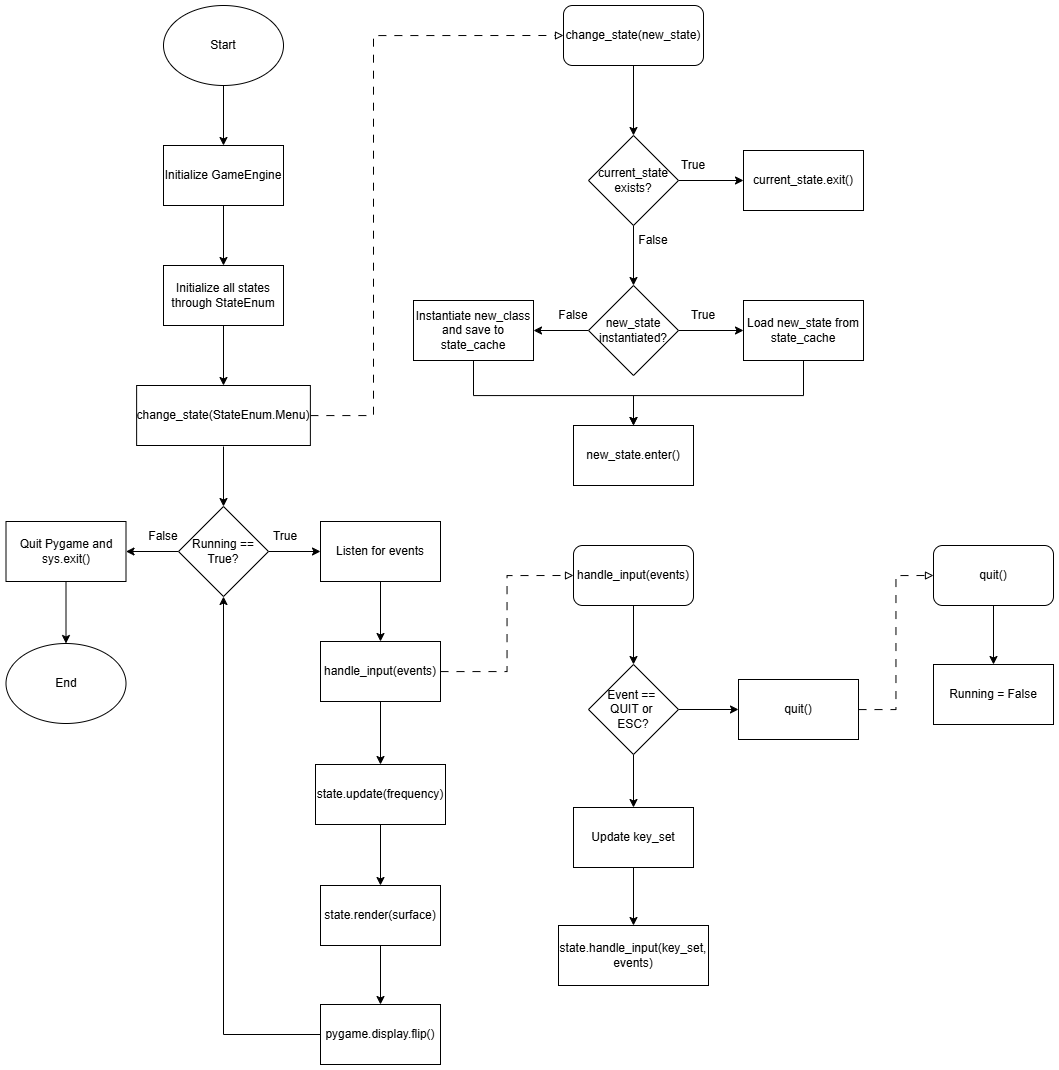 Start
Initialize GameEngine
Initialize all states
through StateEnum
change_state(StateEnum.Menu)
Running ==
True?
False
True
Quit Pygame and
sys.exit()
End
Listen for events
handle_input(events)
state.update(frequency)
state.render(surface)
pygame.display.flip()
change_state(new_state)
current_state
exists?
True
current_state.exit()
False
new_state
instantiated?
False
Instantiate new_class
and save to
state_cache
True
Load new_state from
state_cache
new_state.enter()
handle_input(events)
Event ==
QUIT or
ESC?
quit()
Update key_set
state.handle_input(key_set,
events)
quit()
Running = False